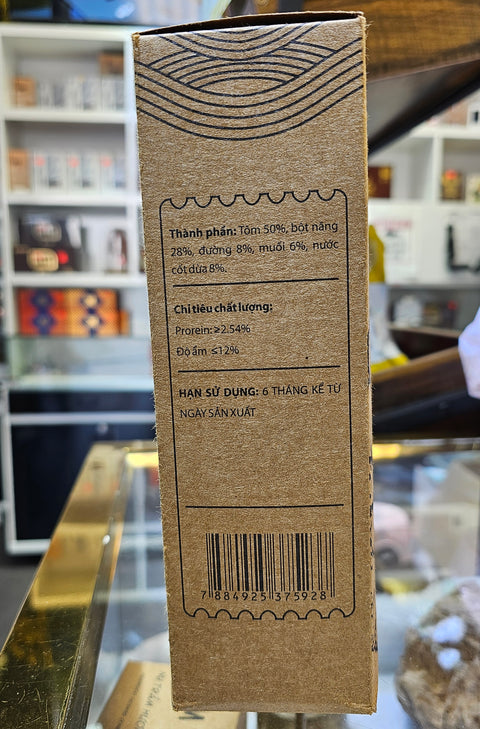 Thành phần: Tôm 50%, bột năng
28%, đường 8%, muối 6%, nước
cốt dừa 8%.
Chỉ tiêu chất lượng:
Prorein: ≥2.54%
Độ ẩm ≤12%
HẠN SỬ DỤNG: 6 THÁNG KỂ TỪ
NGÀY SẢN XUẤT
7 884925 375928